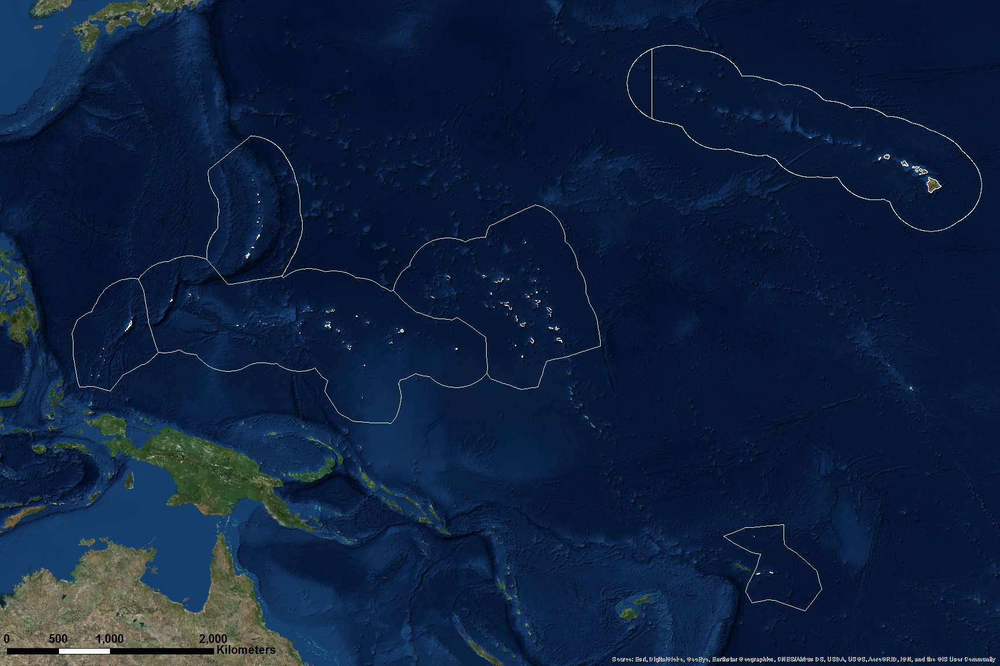 0 500 1,000 2,000
Kilometers
Source: Esri, DigitalGlobe, GeoEye, Earthstar Geographics, CNES/Airbus DS, USDA, USGS, AeroGRID, IGN, and the GIS User Community